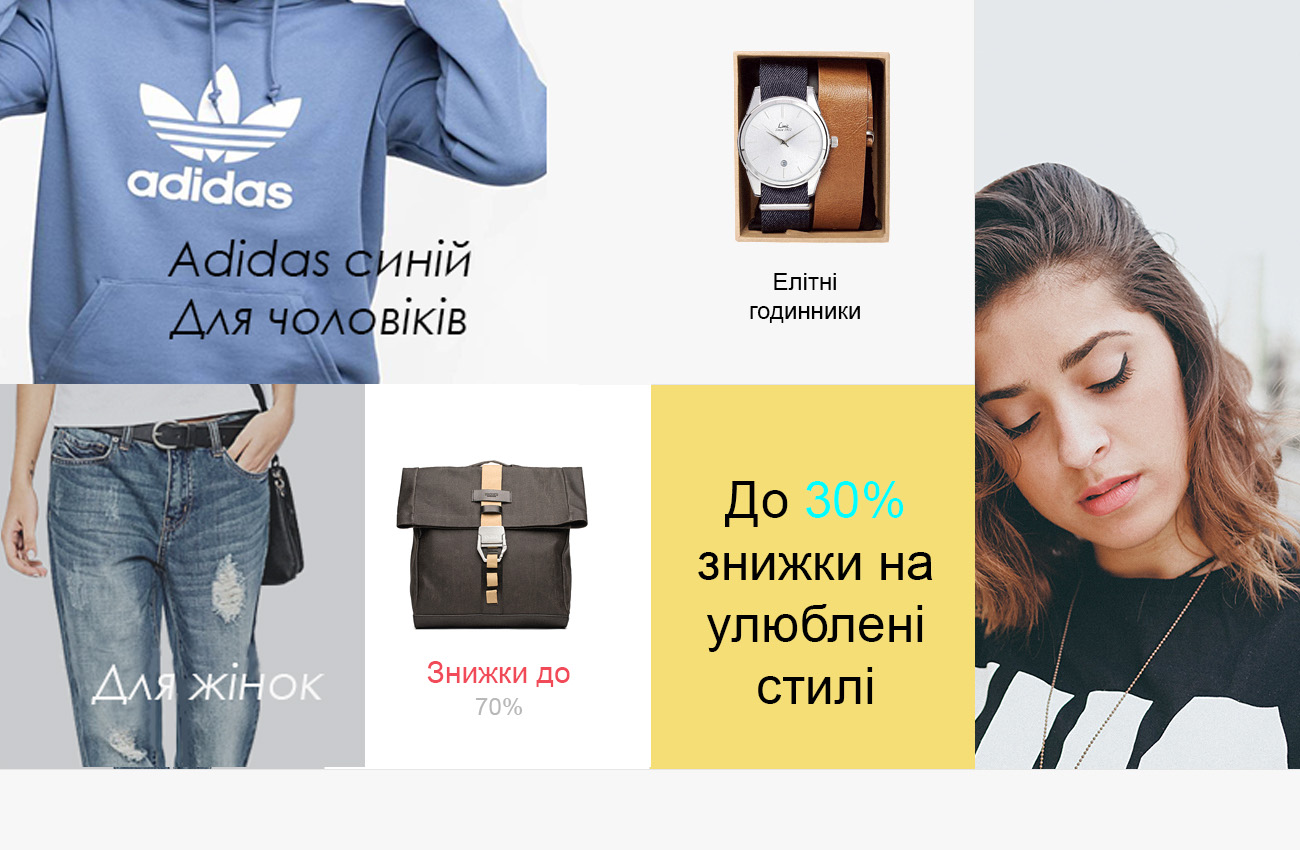 adidas
Adidas синій
Для чоловіків
Елітні
годинники
Для жінок
Знижки до
70%
До 30%
знижки на
улюблені
стилі